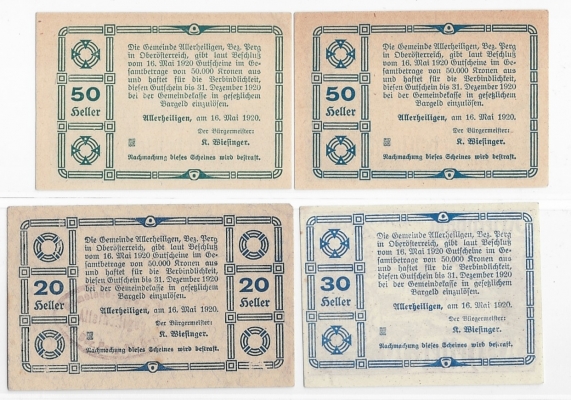 Die Gemeinde Allerheiligen, Bez. Perg
in Oberösterreich, gibt laut Beschluß
vom 16. Mai 1920 Gutscheine im Ge-
samtbetrage von 50.000 Kronen aus
und haftet für die Verbindlichkeit,
diesen Gutschein bis 31. Dezember 1920
bei der Gemeindekasse in gesetzlichem
Bargeld einzulösen.
50
Heller
Allerheiligen, am 16. Mai 1920.
Der Bürgermeister:
K. Wiesinger.
Nachmachung dieses Scheines wird bestraft.
Die Gemeinde Allerheiligen, Bez. Perg
in Oberösterreich, gibt laut Beschluß
vom 16. Mai 1920 Gutscheine im Ge-
samtbetrage von 50.000 Kronen aus
und haftet für die Verbindlichkeit,
diesen Gutschein bis 31. Dezember 1920
bei der Gemeindekasse in gesetzlichem
Bargeld einzulösen.
50
Heller
Allerheiligen, am 16. Mai 1920.
Der Bürgermeister:
K. Wiesinger.
Nachmachung dieses Scheines wird bestraft.
Die Gemeinde Allerheiligen, Bez. Perg
in Oberösterreich, gibt laut Beschluß
vom 16. Mai 1920 Gutscheine im Ge-
samtbetrage von 50.000 Kronen aus
und haftet für die Verbindlichkeit,
diesen Gutschein bis 31. Dezember 1920
bei der Gemeindekasse in gesetzlichem
Bargeld einzulösen.
20
Heller
20
Heller
Allerheiligen, am 16. Mai 1920.
Der Bürgermeister:
K. Wiesinger.
Nachmachung dieses Scheines wird bestraft.
Die Gemeinde Allerheiligen, Bez. Perg
in Oberösterreich, gibt laut Beschluß
vom 16. Mai 1920 Gutscheine im Ge-
samtbetrage von 50.000 Kronen aus
und haftet für die Verbindlichkeit,
diesen Gutschein bis 31. Dezember 1920
bei der Gemeindekasse in gesetzlichem
Bargeld einzulösen.
30
Heller
Allerheiligen, am 16. Mai 1920.
Der Bürgermeister:
K. Wiesinger.
Nachmachung dieses Scheines wird bestraft.